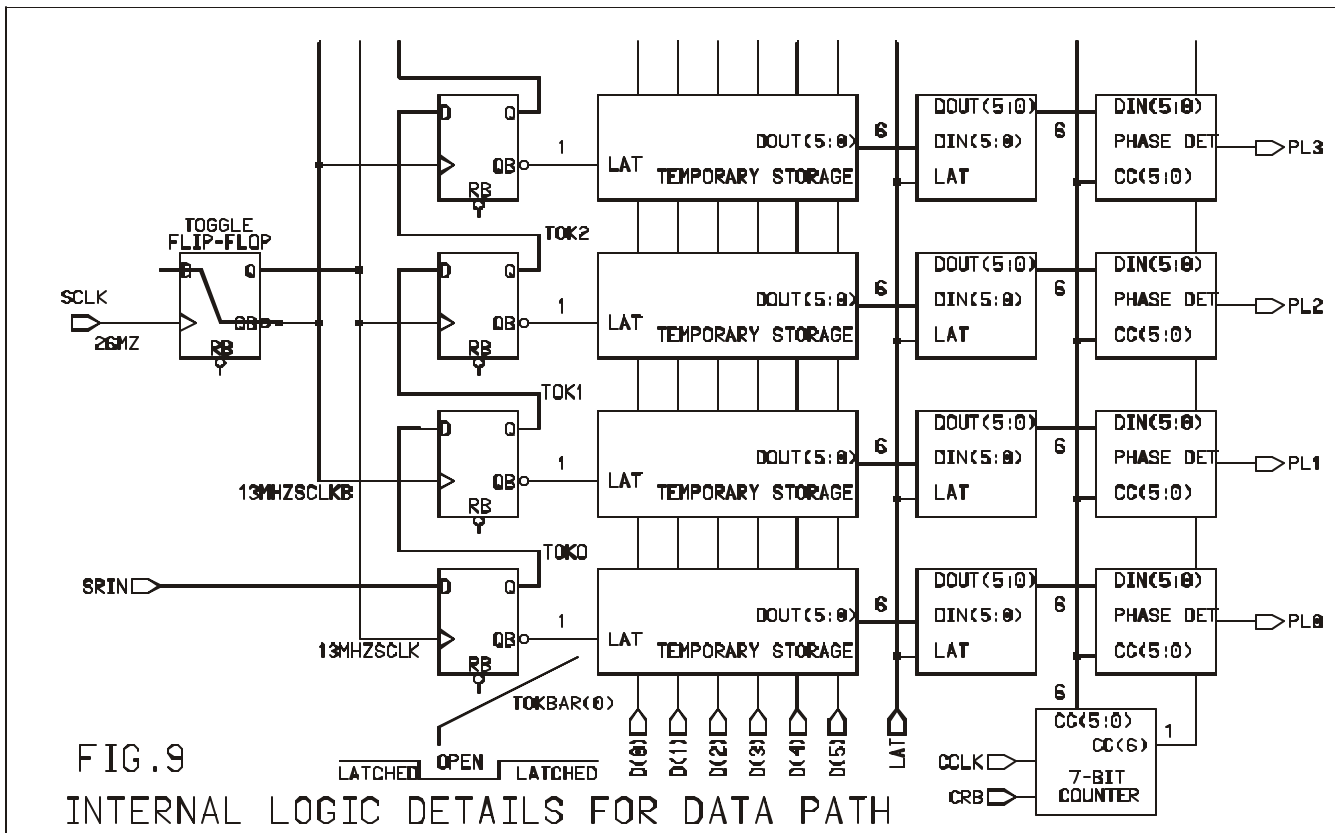 D Q
DOUT(5:0)
6
DOUT(5:0)
6
DIN(5:0)
1
DIN(5:0)
PHASE DET
PL3
QB
LAT
TEMPORARY STORAGE
LAT
CC(5:0)
RB
TOGGLE
FLIP-FLOP
TOK2
D Q
D Q
DOUT(5:0)
6
DOUT(5:0)
6
DIN(5:0)
SCLK
1
DIN(5:0)
PHASE DET
PL2
QB
QB
LAT
TEMPORARY STORAGE
LAT
CC(5:0)
26MZ
RB
RB
TOK1
D Q
DOUT(5:0)
6
DOUT(5:0)
6
DIN(5:0)
1
DIN(5:0)
PHASE DET
PL1
13MHZSCLKB
QB
LAT
TEMPORARY STORAGE
LAT
CC(5:0)
RB
TOK0
SRIN
D Q
DOUT(5:0)
6
DOUT(5:0)
6
DIN(5:0)
1
DIN(5:0)
PHASE DET
PL0
13MHZSCLK
QB
LAT
TEMPORARY STORAGE
LAT
CC(5:0)
RB
TOKBAR(0)
6
D(0)
D(1)
D(2)
D(3)
D(4)
D(5)
LAT
CC(5:0)
CC(6)
1
CCLK
7-BIT
COUNTER
CRB
LATCHED
OPEN
LATCHED
FIG.9
INTERNAL LOGIC DETAILS FOR DATA PATH